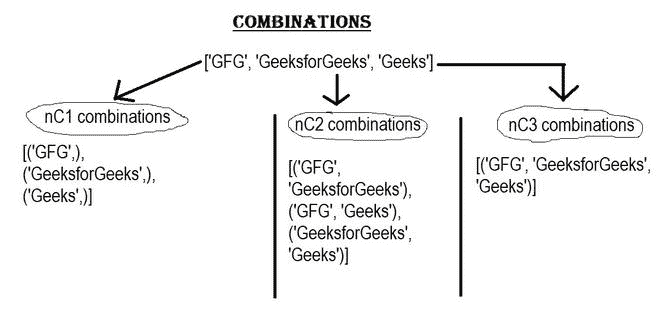 COMBINATIONS
['GFG', 'GeeksforGeeks', 'Geeks']
nC1 combinations
[('GFG',),
('GeeksforGeeks',),
('Geeks',)]
nC2 combinations
[('GFG',
'GeeksforGeeks'),
('GFG', 'Geeks'),
('GeeksforGeeks',
'Geeks')]
nC3 combinations
[('GFG', 'GeeksforGeeks',
'Geeks')]